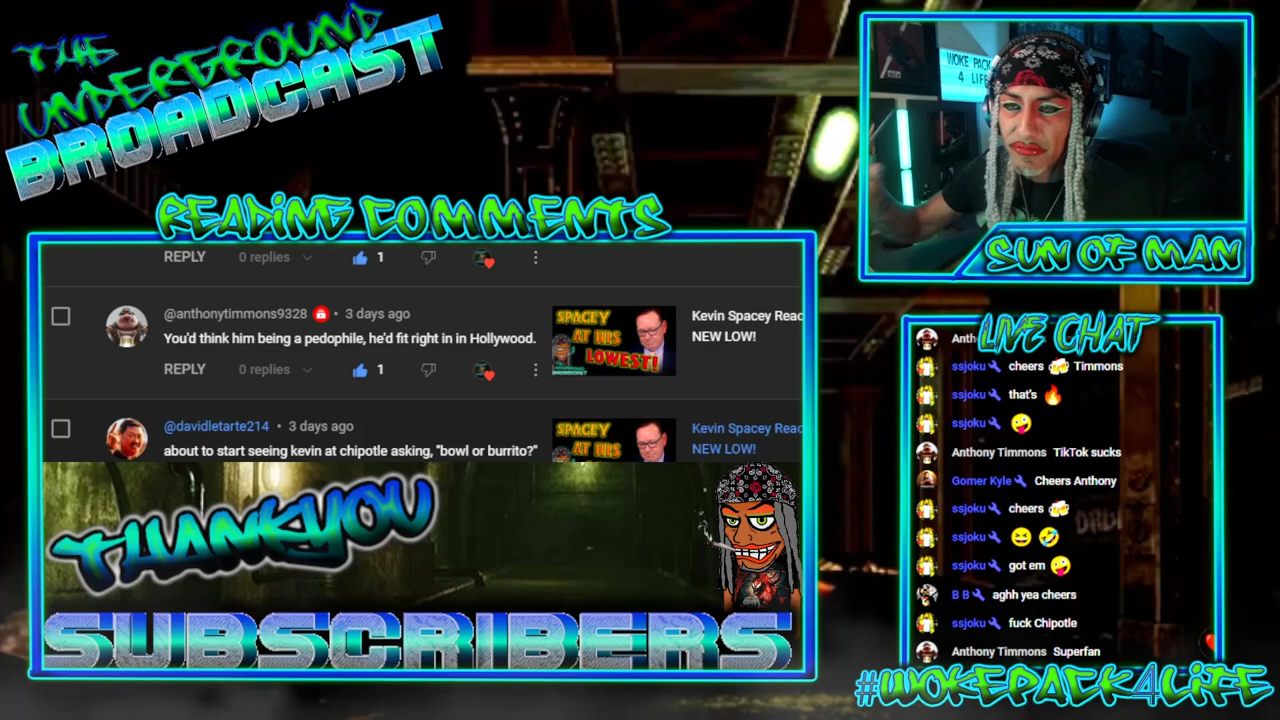 THE
UNDERGROUND
BROADCAST
WOKE PACK
4 LIFE
READING COMMENTS
SUN OF MAN
REPLY 0 replies 1
@anthonytimmons9328 • 3 days ago
You'd think him being a pedophile, he'd fit right in in Hollywood.
REPLY 0 replies 1
SPACEY
AT HIS
LOWEST!
Kevin Spacey Read
NEW LOW!
@davidletarte214 • 3 days ago
about to start seeing kevin at chipotle asking, "bowl or burrito?"
SPACEY
AT HIS
Kevin Spacey Read
NEW LOW!
THANKYOU
SUBSCRIBERS
LIVE CHAT
Anth
ssjoku cheers 🍻 Timmons
ssjoku that's 🔥
ssjoku 🤪
Anthony Timmons TikTok sucks
Gomer Kyle Cheers Anthony
ssjoku cheers 🍻
ssjoku 😆 🤣
ssjoku got em 🤪
B B aghh yea cheers
ssjoku fuck Chipotle
Anthony Timmons Superfan
#WOKEPACK4LIFE